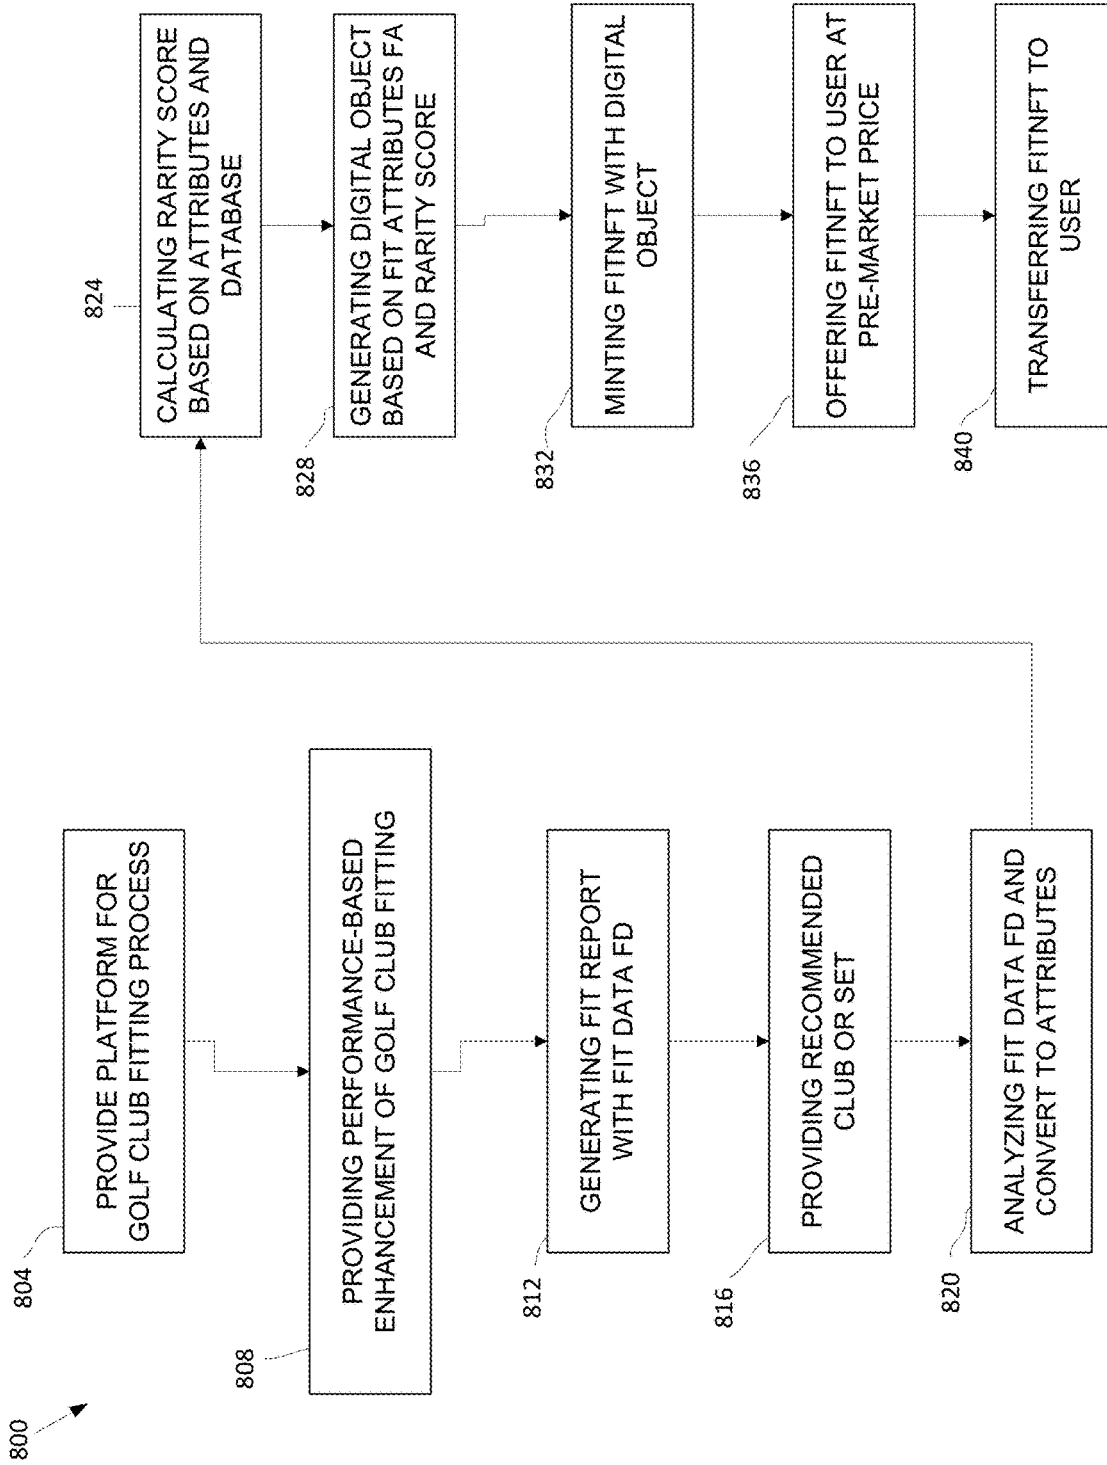 800
804
PROVIDE PLATFORM FOR
GOLF CLUB FITTING PROCESS
808
PROVIDING PERFORMANCE-BASED
ENHANCEMENT OF GOLF CLUB FITTING
812
GENERATING FIT REPORT
WITH FIT DATA FD
816
PROVIDING RECOMMENDED
CLUB OR SET
820
ANALYZING FIT DATA FD AND
CONVERT TO ATTRIBUTES
824
CALCULATING RARITY SCORE
BASED ON ATTRIBUTES AND
DATABASE
828
GENERATING DIGITAL OBJECT
BASED ON FIT ATTRIBUTES FA
AND RARITY SCORE
832
MINTING FITNFT WITH DIGITAL
OBJECT
836
OFFERING FITNFT TO USER AT
PRE-MARKET PRICE
840
TRANSFERRING FITNFT TO
USER